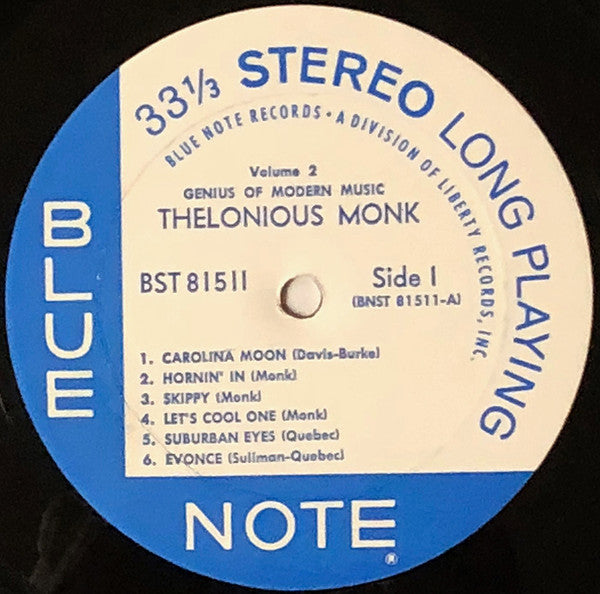 33⅓ STEREO LONG PLAYING
BLUE NOTE RECORDS • A DIVISION OF LIBERTY RECORDS, INC.
Volume 2
GENIUS OF MODERN MUSIC
THELONIOUS MONK
BST 81511
Side 1
(BNST 81511-A)
1. CAROLINA MOON (Davis-Burke)
2. HORNIN' IN (Monk)
3. SKIPPY (Monk)
4. LET'S COOL ONE (Monk)
5. SUBURBAN EYES (Quebec)
6. EVONCE (Sullman-Quebec)
BLUE
NOTE®